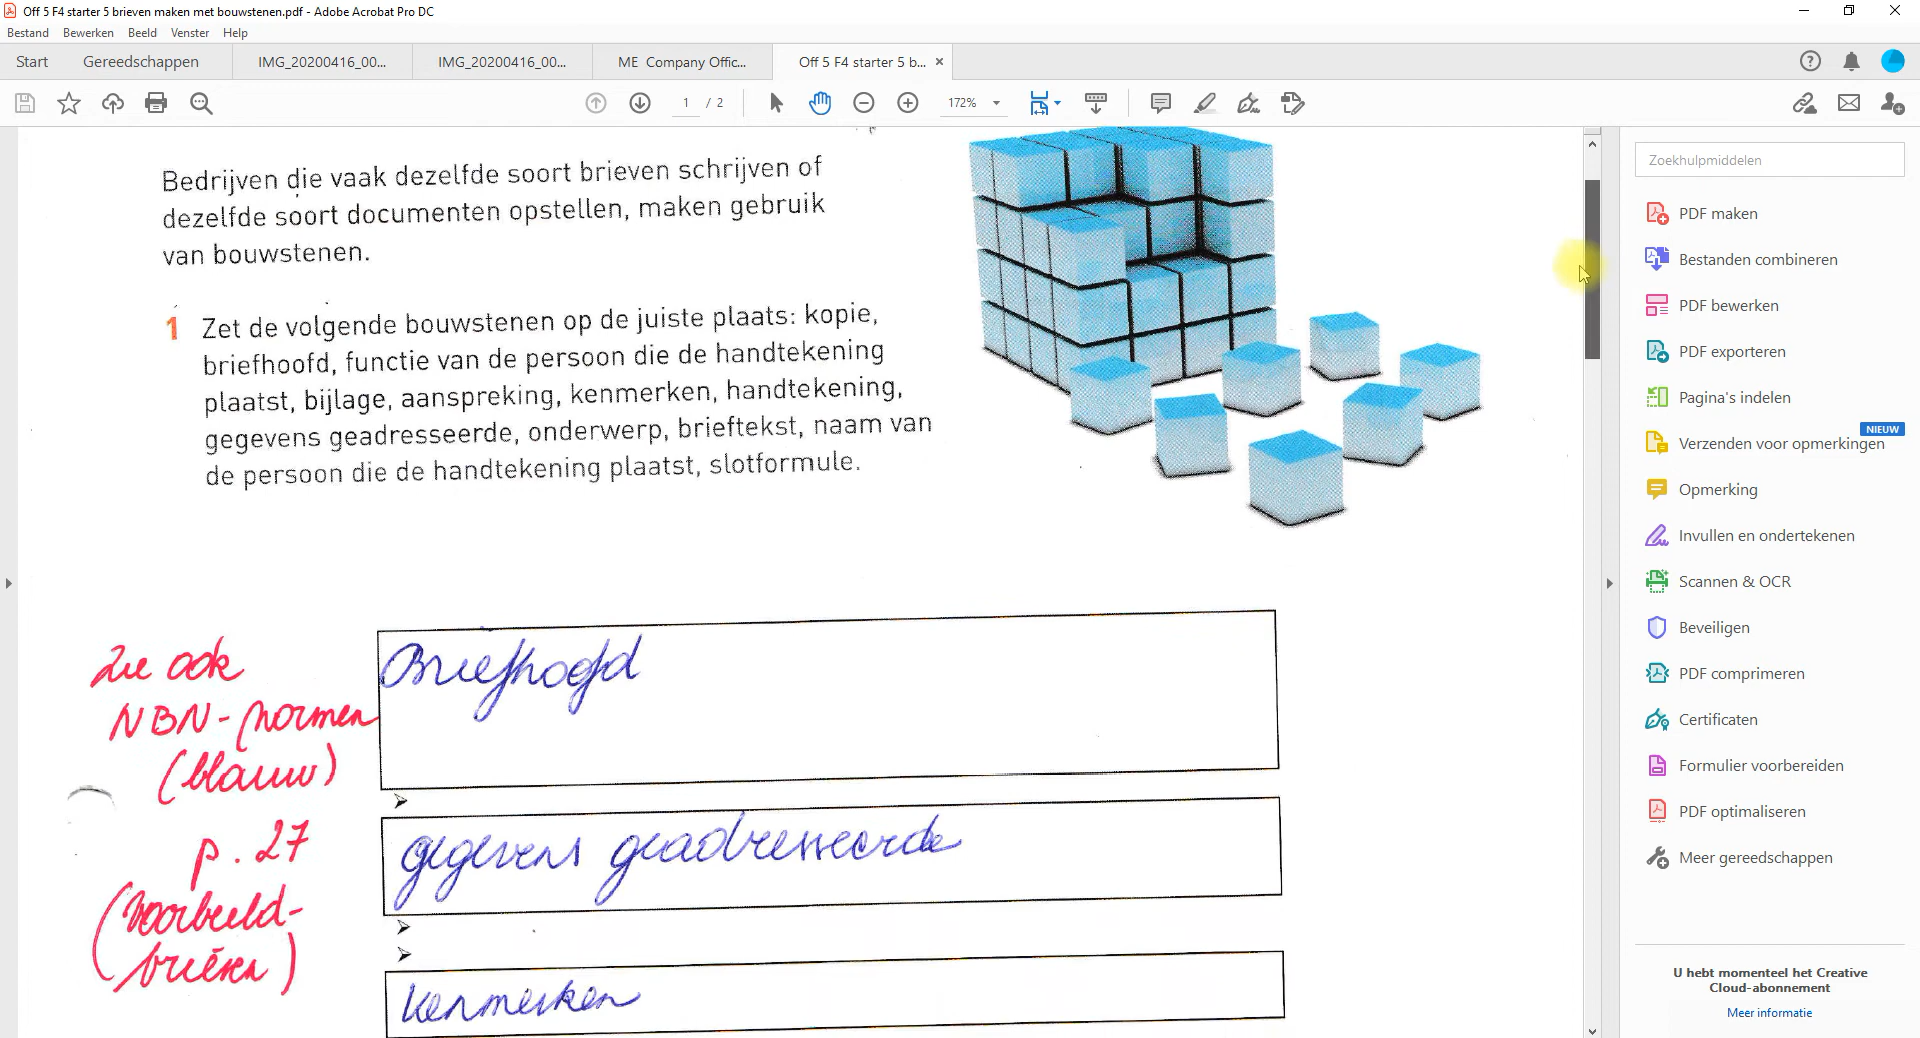 Off 5 F4 starter 5 brieven maken met bouwstenen.pdf - Adobe Acrobat Pro DC
Bestand Bewerken Beeld Venster Help
Start Gereedschappen IMG_20200416_00... IMG_20200416_00... ME Company Offic... Off 5 F4 starter 5 b...
1 / 2 172%
Bedrijven die vaak dezelfde soort brieven schrijven of
dezelfde soort documenten opstellen, maken gebruik
van bouwstenen.
1 Zet de volgende bouwstenen op de juiste plaats: kopie,
briefhoofd, functie van de persoon die de handtekening
plaatst, bijlage, aanspreking, kenmerken, handtekening,
gegevens geadresseerde, onderwerp, brieftekst, naam van
de persoon die de handtekening plaatst, slotformule.
Zie ook
NBN-normen
(blauw)
p. 27
(voorbeeld-
brieven)
Briefhoofd
gegevens geadresseerde
kenmerken
Zoekhulpmiddelen
PDF maken
Bestanden combineren
PDF bewerken
PDF exporteren
Pagina's indelen
NIEUW
Verzenden voor opmerkingen
Opmerking
Invullen en ondertekenen
Scannen & OCR
Beveiligen
PDF comprimeren
Certificaten
Formulier voorbereiden
PDF optimaliseren
Meer gereedschappen
U hebt momenteel het Creative
Cloud-abonnement
Meer informatie